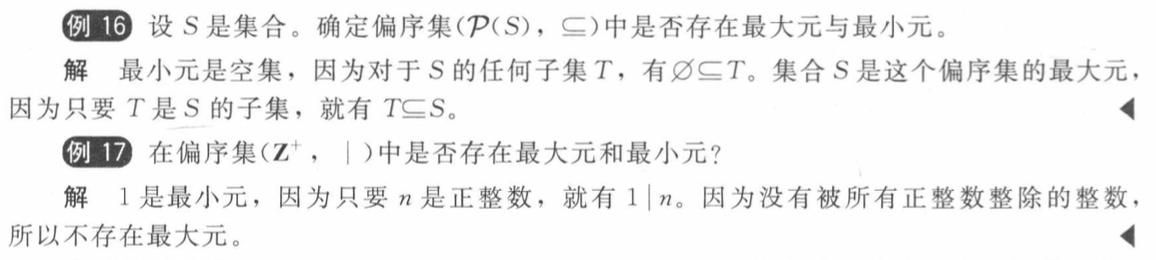 例 16 设 S 是集合。确定偏序集(𝒫(S),⊆)中是否存在最大元与最小元。
解 最小元是空集,因为对于 S 的任何子集 T,有∅⊆T。集合 S 是这个偏序集的最大元,
因为只要 T 是 S 的子集,就有 T⊆S。 ◀
例 17 在偏序集(Z⁺,|)中是否存在最大元和最小元?
解 1 是最小元,因为只要 n 是正整数,就有 1|n。因为没有被所有正整数整除的整数,
所以不存在最大元。 ◀